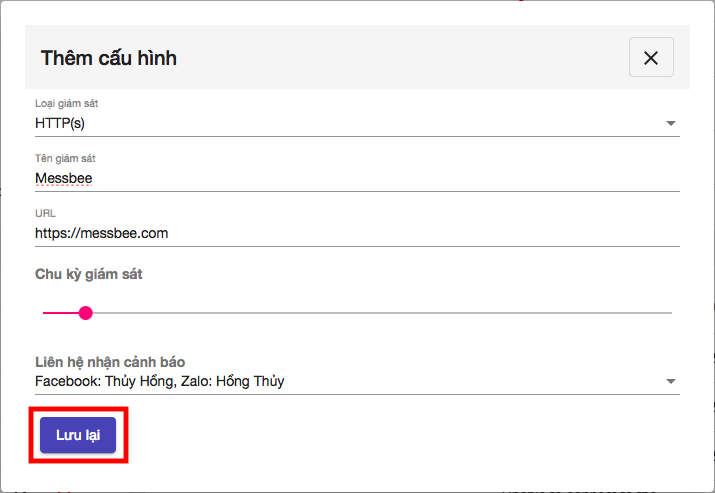 Thêm cấu hình
Loại giám sát
HTTP(s)
Tên giám sát
Messbee
URL
https://messbee.com
Chu kỳ giám sát
Liên hệ nhận cảnh báo
Facebook: Thủy Hồng, Zalo: Hồng Thủy
Lưu lại